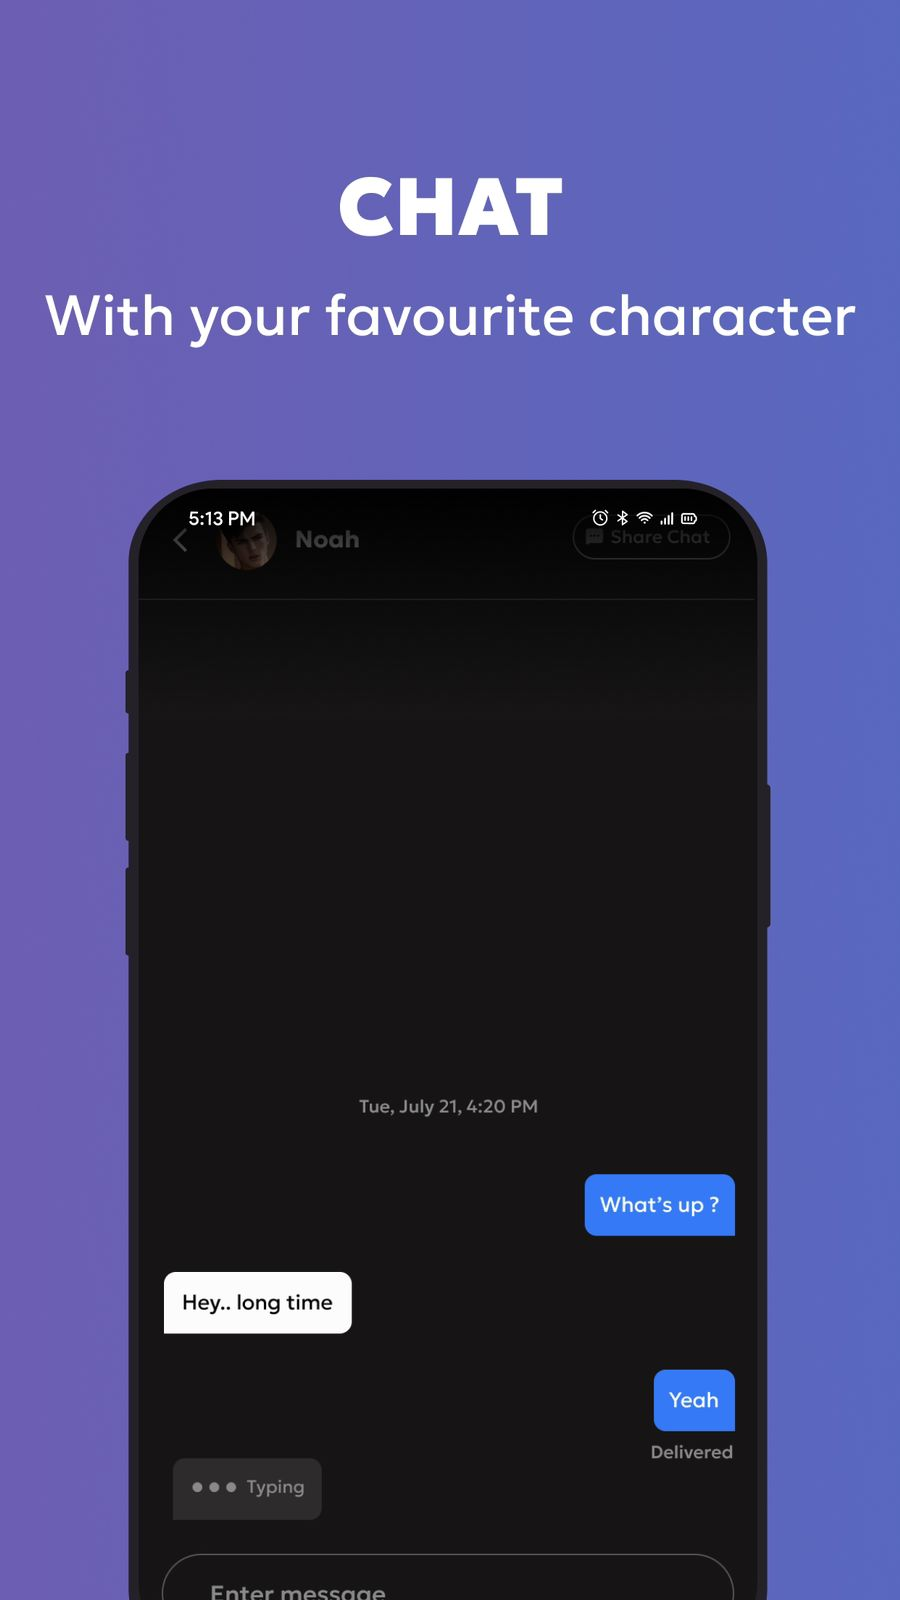 CHAT
With your favourite character
5:13 PM
Noah
Share Chat
Tue, July 21, 4:20 PM
What's up ?
Hey.. long time
Yeah
Delivered
Typing
Enter message